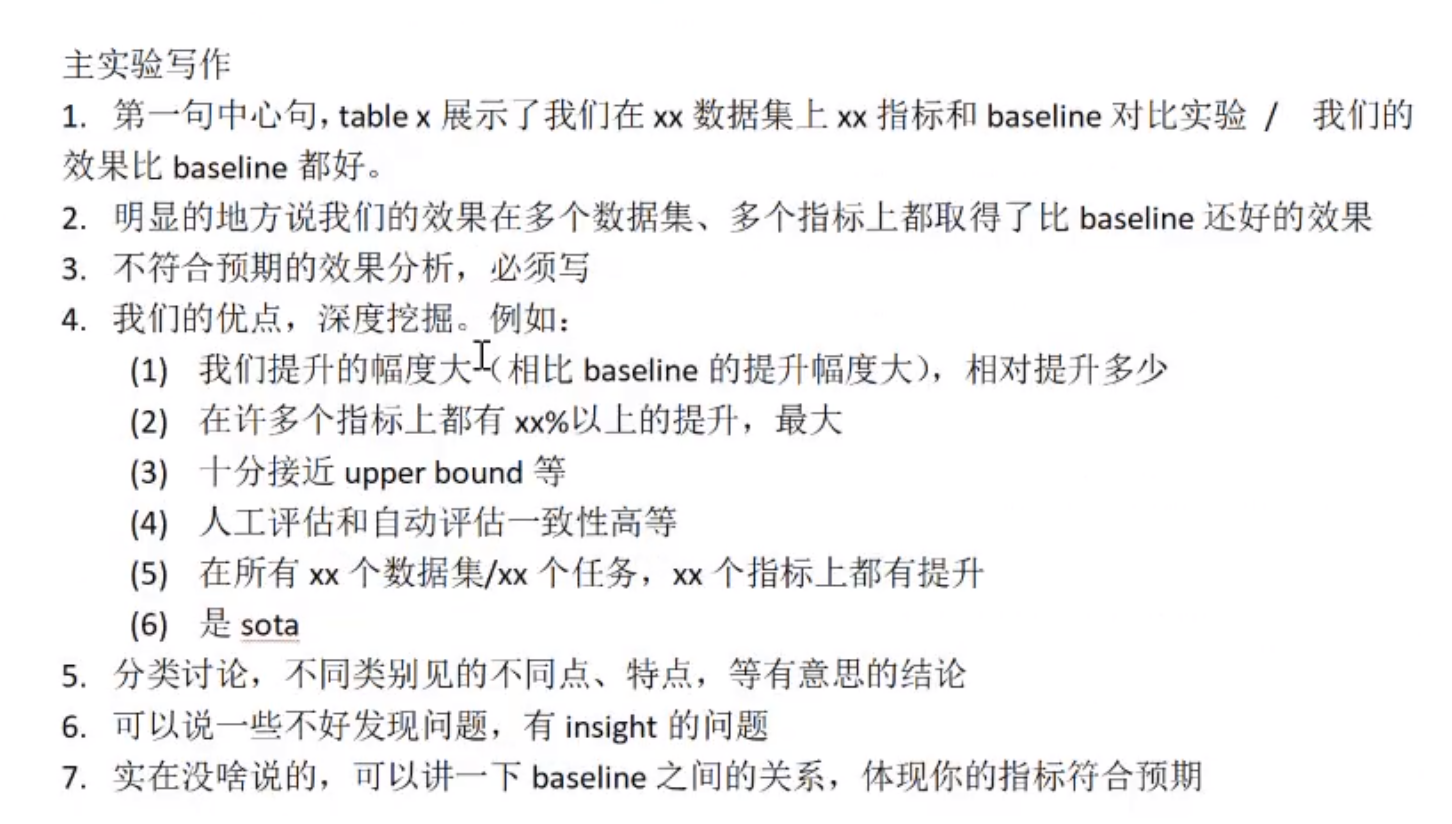 主实验写作
1. 第一句中心句，table x 展示了我们在 xx 数据集上 xx 指标和 baseline 对比实验 / 我们的
效果比 baseline 都好。
2. 明显的地方说我们的效果在多个数据集、多个指标上都取得了比 baseline 还好的效果
3. 不符合预期的效果分析，必须写
4. 我们的优点，深度挖掘。例如：
(1) 我们提升的幅度大（相比 baseline 的提升幅度大），相对提升多少
(2) 在许多个指标上都有 xx%以上的提升，最大
(3) 十分接近 upper bound 等
(4) 人工评估和自动评估一致性高等
(5) 在所有 xx 个数据集/xx 个任务，xx 个指标上都有提升
(6) 是 sota
5. 分类讨论，不同类别见的不同点、特点，等有意思的结论
6. 可以说一些不好发现问题，有 insight 的问题
7. 实在没啥说的，可以讲一下 baseline 之间的关系，体现你的指标符合预期